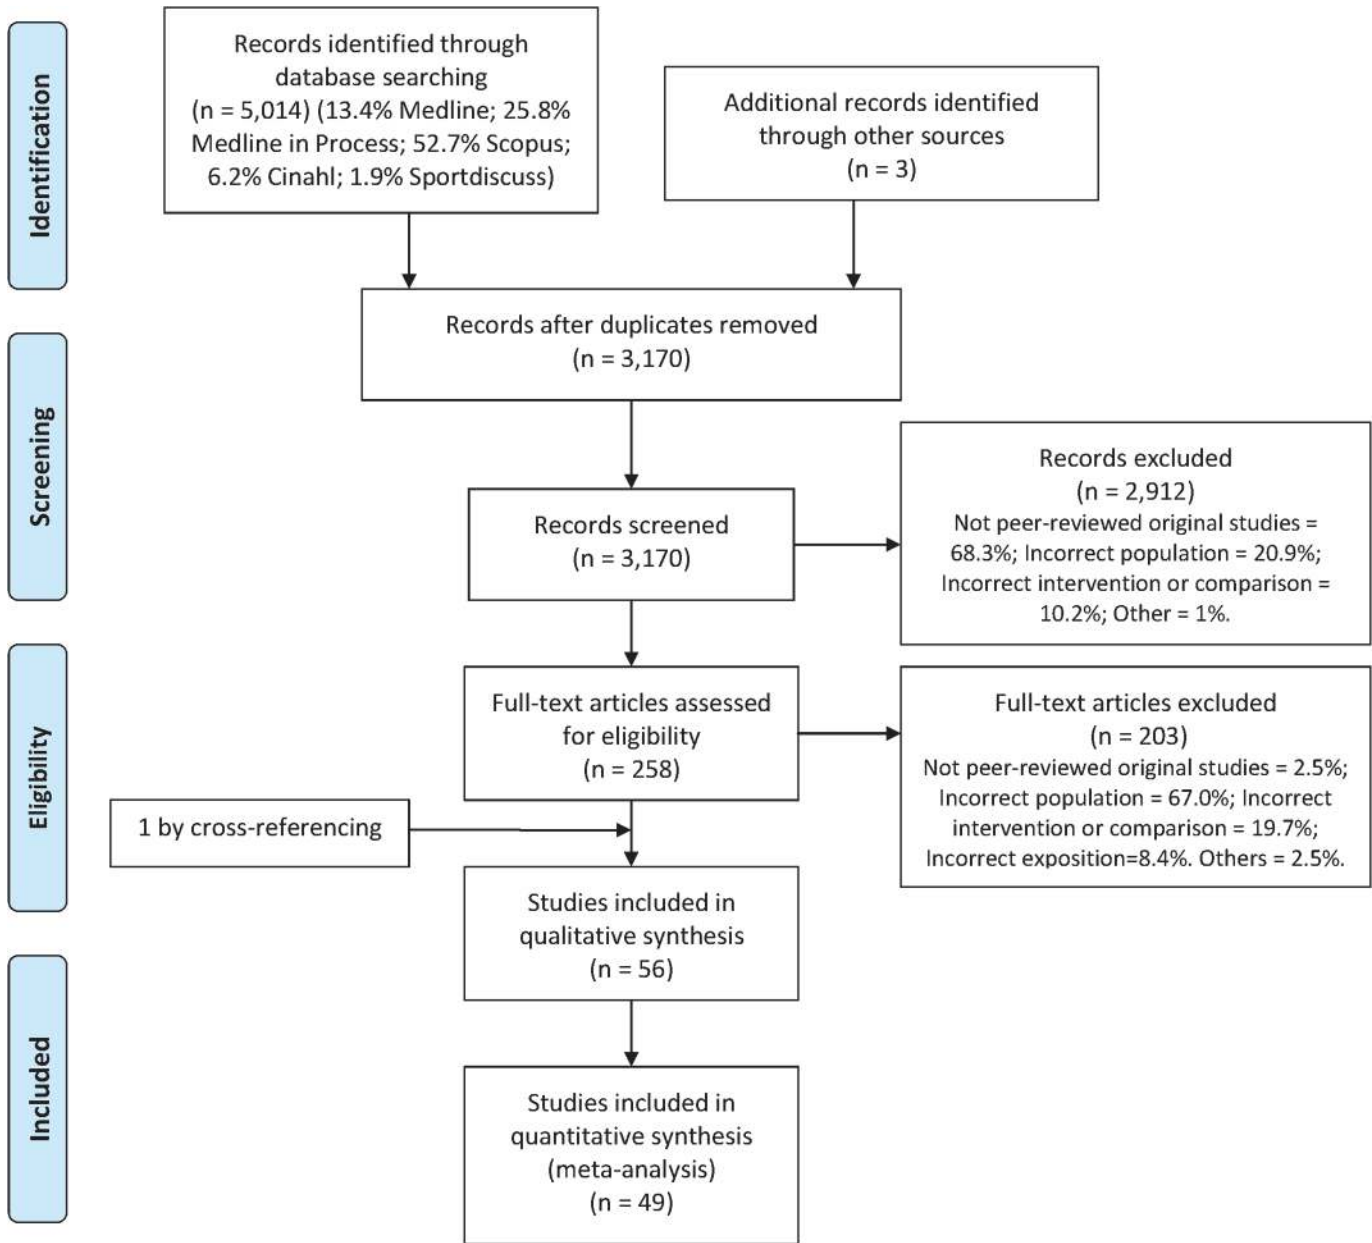 Identification
Records identified through
database searching
(n = 5,014) (13.4% Medline; 25.8%
Medline in Process; 52.7% Scopus;
6.2% Cinahl; 1.9% Sportdiscuss)
Additional records identified
through other sources
(n = 3)
Records after duplicates removed
(n = 3,170)
Screening
Records screened
(n = 3,170)
Records excluded
(n = 2,912)
Not peer-reviewed original studies =
68.3%; Incorrect population = 20.9%;
Incorrect intervention or comparison =
10.2%; Other = 1%.
Eligibility
Full-text articles assessed
for eligibility
(n = 258)
Full-text articles excluded
(n = 203)
Not peer-reviewed original studies = 2.5%;
Incorrect population = 67.0%; Incorrect
intervention or comparison = 19.7%;
Incorrect exposition=8.4%. Others = 2.5%.
1 by cross-referencing
Studies included in
qualitative synthesis
(n = 56)
Included
Studies included in
quantitative synthesis
(meta-analysis)
(n = 49)